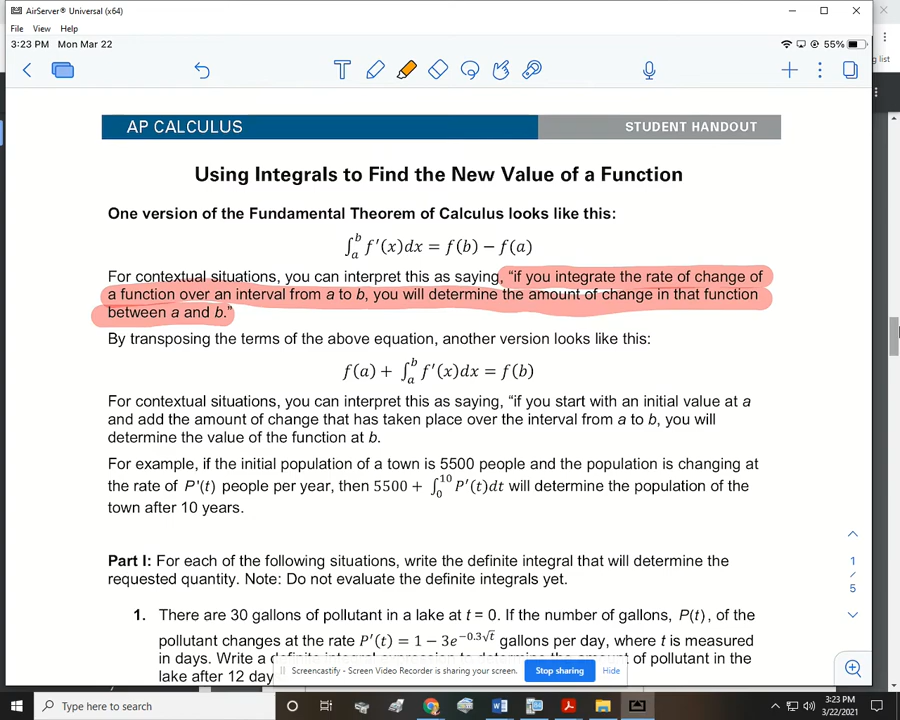 AirServer® Universal (x64)
File View Help
3:23 PM Mon Mar 22
55%
ng list
AP CALCULUS
STUDENT HANDOUT
Using Integrals to Find the New Value of a Function
One version of the Fundamental Theorem of Calculus looks like this:
∫_a^b f′(x)dx = f(b) − f(a)
For contextual situations, you can interpret this as saying, “if you integrate the rate of change of
a function over an interval from a to b, you will determine the amount of change in that function
between a and b.”
By transposing the terms of the above equation, another version looks like this:
f(a) + ∫_a^b f′(x)dx = f(b)
For contextual situations, you can interpret this as saying, “if you start with an initial value at a
and add the amount of change that has taken place over the interval from a to b, you will
determine the value of the function at b.
For example, if the initial population of a town is 5500 people and the population is changing at
the rate of P'(t) people per year, then 5500 + ∫_0^10 P′(t)dt will determine the population of the
town after 10 years.
Part I: For each of the following situations, write the definite integral that will determine the
requested quantity. Note: Do not evaluate the definite integrals yet.
1. There are 30 gallons of pollutant in a lake at t = 0. If the number of gallons, P(t), of the
pollutant changes at the rate P′(t) = 1 − 3e^(−0.3√t) gallons per day, where t is measured
in days. Write a of pollutant in the
lake after 12 day
1
/
5
Screencastify - Screen Video Recorder is sharing your screen.
Stop sharing
Hide
Type here to search
3:23 PM
3/22/2021